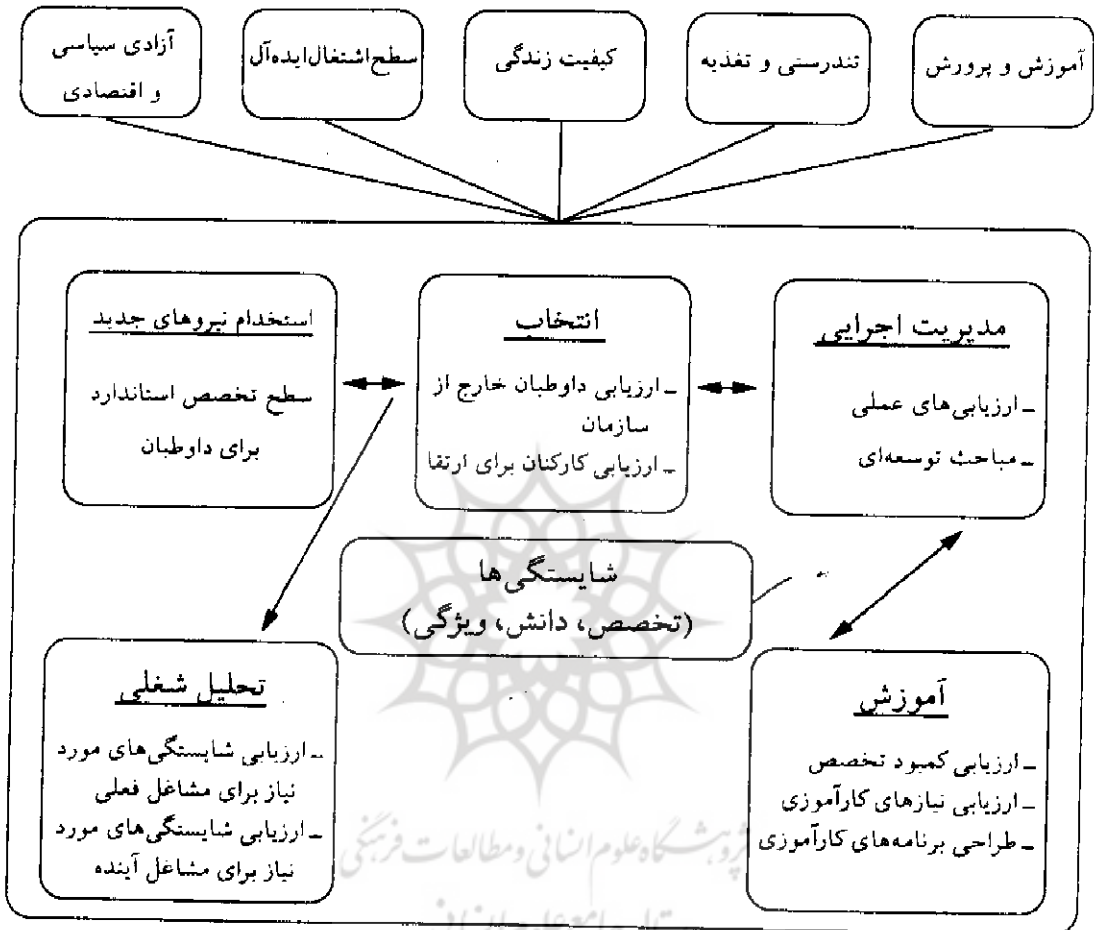 آموزش و پرورش
تندرستی و تغذیه
کیفیت زندگی
سطح اشتغال ایده‌آل
آزادی سیاسی
و اقتصادی
مدیریت اجرایی
ـ ارزیابی‌های عملی
ـ مباحث توسعه‌ای
انتخاب
ـ ارزیابی داوطبان خارج از
سازمان
ـ ارزیابی کارکنان برای ارتقا
استخدام نیروهای جدید
سطح تخصص استاندارد
برای داوطبان
شایستگی‌ها
(تخصص، دانش، ویژگی)
آموزش
ـ ارزیابی کمبود تخصص
ـ ارزیابی نیازهای کارآموزی
ـ طراحی برنامه‌های کارآموزی
تحلیل شغلی
ـ ارزیابی شایستگی‌های مورد
نیاز برای مشاغل فعلی
ـ ارزیابی شایستگی‌های مورد
نیاز برای مشاغل آینده
پژوهشگاه علوم انسانی و مطالعات فرهنگی